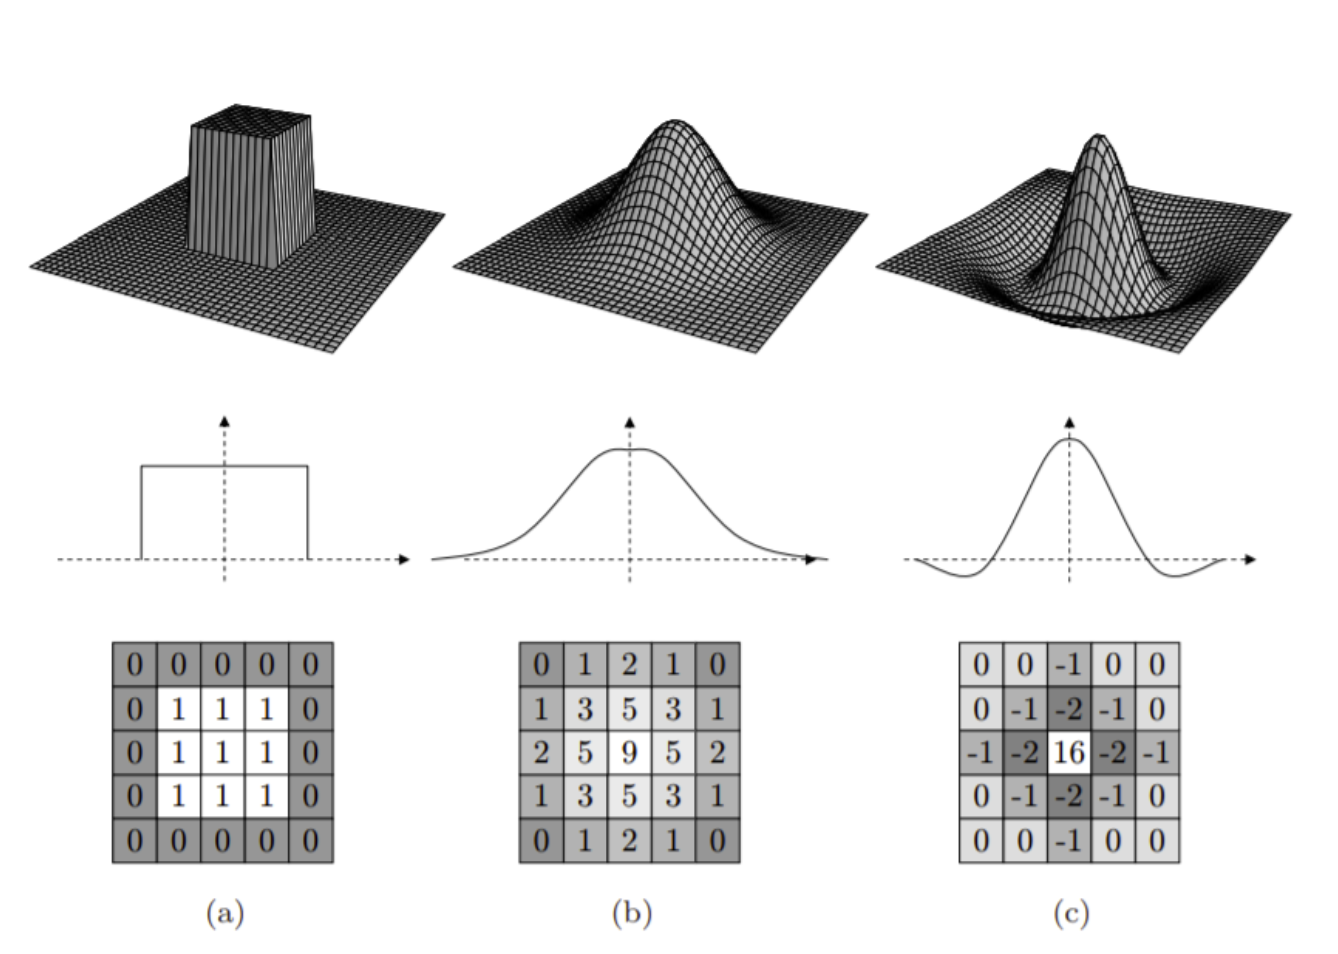 0 0 0 0 0
0 1 1 1 0
0 1 1 1 0
0 1 1 1 0
0 0 0 0 0
(a)
0 1 2 1 0
1 3 5 3 1
2 5 9 5 2
1 3 5 3 1
0 1 2 1 0
(b)
0 0 -1 0 0
0 -1 -2 -1 0
-1 -2 16 -2 -1
0 -1 -2 -1 0
0 0 -1 0 0
(c)